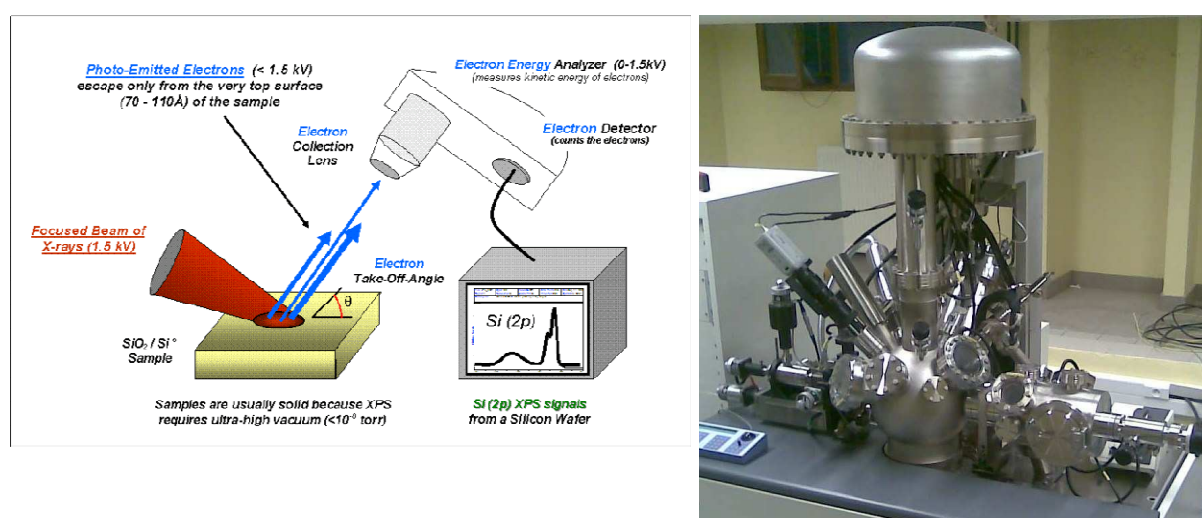 Photo-Emitted Electrons (< 1.5 kV)
escape only from the very top surface
(70 - 110Å) of the sample
Electron Energy Analyzer (0-1.5kV)
(measures kinetic energy of electrons)
Electron Detector
(counts the electrons)
Electron
Collection
Lens
Focused Beam of
X-rays (1.5 kV)
Electron
Take-Off-Angle
θ
Si (2p)
SiO₂ / Si°
Sample
Samples are usually solid because XPS
requires ultra-high vacuum (<10⁻⁸ torr)
Si (2p) XPS signals
from a Silicon Wafer